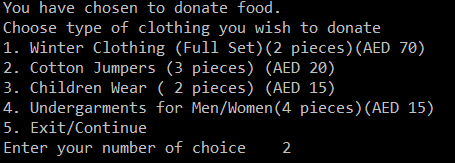 You have chosen to donate food.
Choose type of clothing you wish to donate
1. Winter Clothing (Full Set)(2 pieces)(AED 70)
2. Cotton Jumpers (3 pieces) (AED 20)
3. Children Wear ( 2 pieces) (AED 15)
4. Undergarments for Men/Women(4 pieces)(AED 15)
5. Exit/Continue
Enter your number of choice    2